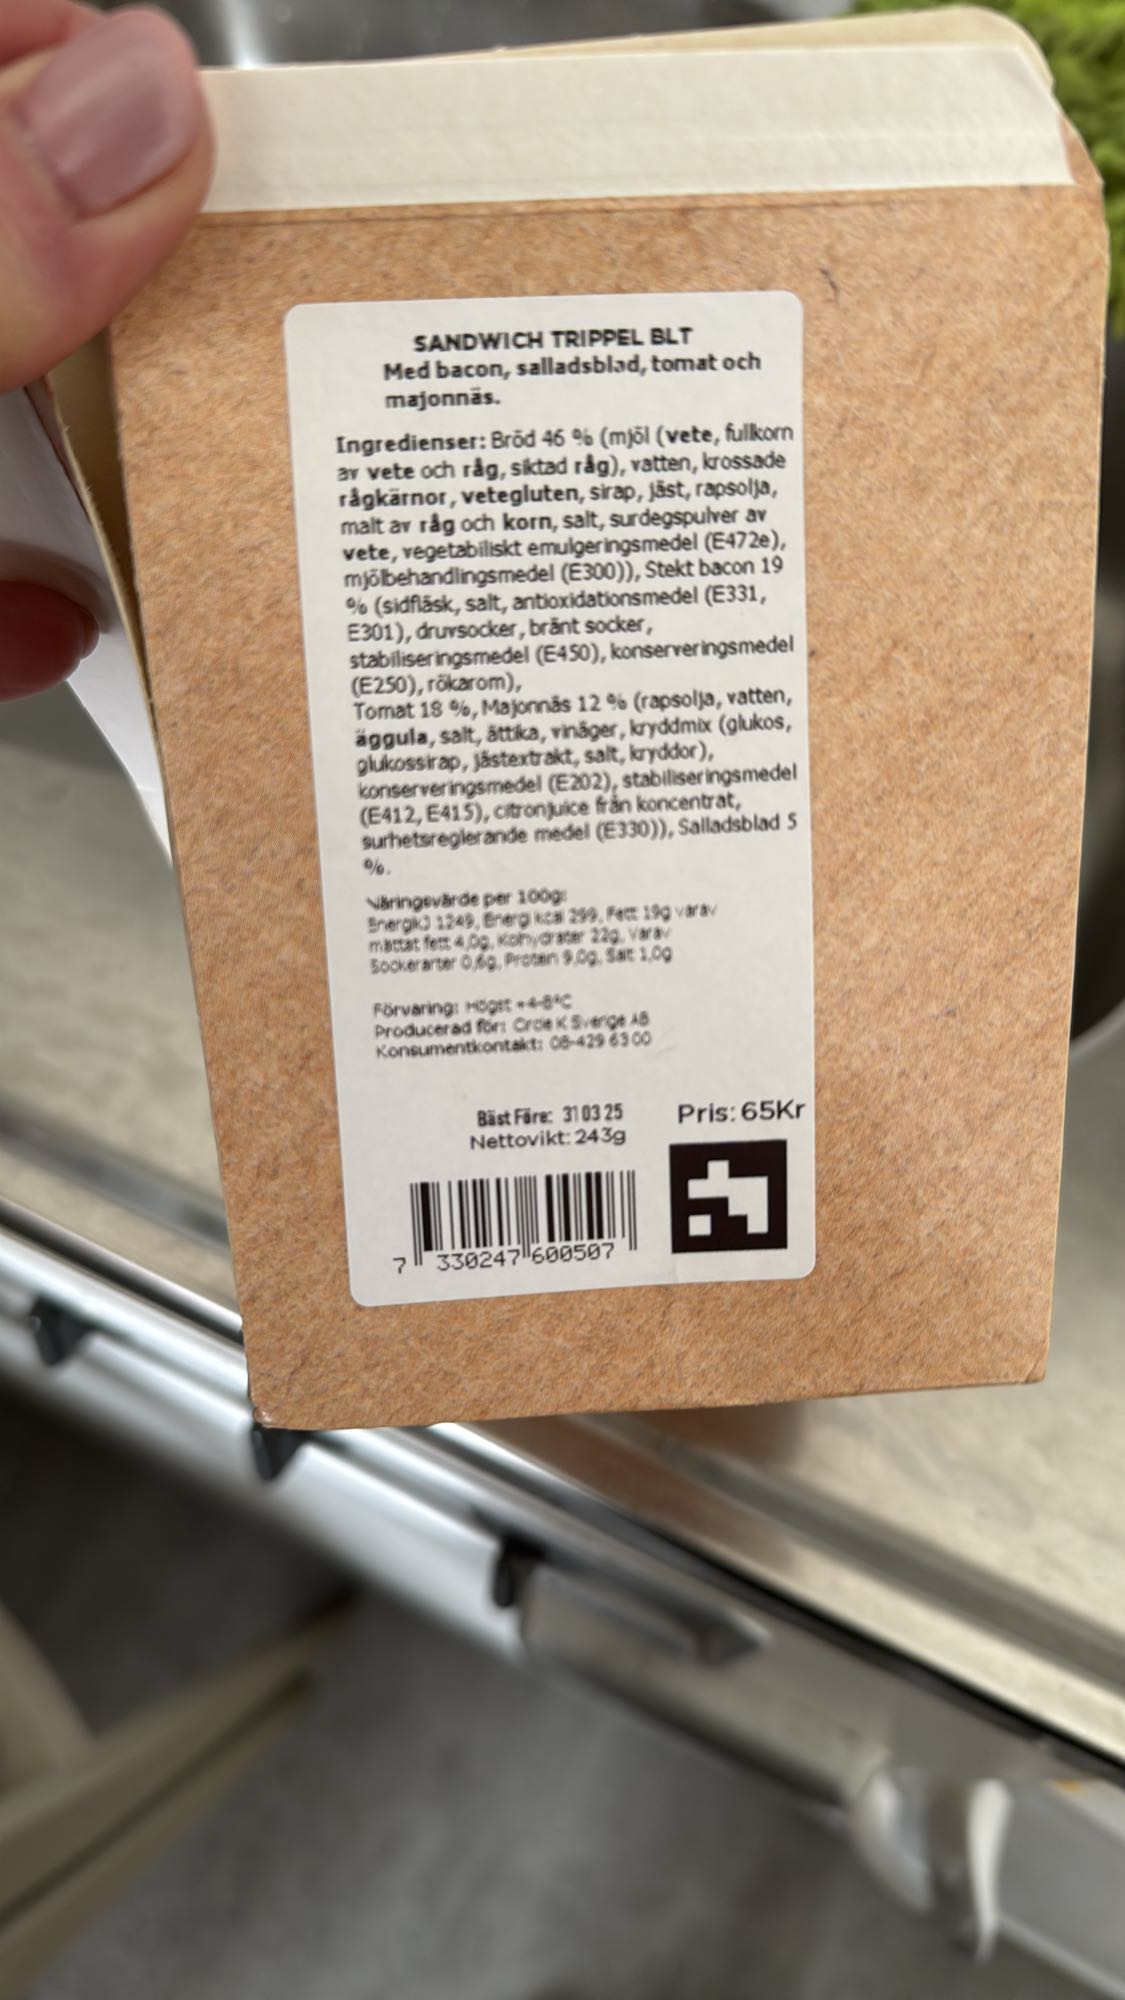 SANDWICH TRIPPEL BLT
Med bacon, salladsblad, tomat och
majonnäs.
Ingredienser: Bröd 46 % (mjöl (vete, fullkorn
av vete och råg, siktad råg), vatten, krossade
rågkärnor, vetegluten, sirap, jäst, rapsolja,
malt av råg och korn, salt, surdegspulver av
vete, vegetabiliskt emulgeringsmedel (E472e),
mjölbehandlingsmedel (E300)), Stekt bacon 19
% (sidfläsk, salt, antioxidationsmedel (E331,
E301), druvsocker, bränt socker,
stabiliseringsmedel (E450), konserveringsmedel
(E250), rökarom),
Tomat 18 %, Majonnäs 12 % (rapsolja, vatten,
äggula, salt, ättika, vinäger, kryddmix (glukos,
glukossirap, jästextrakt, salt, kryddor),
konserveringsmedel (E202), stabiliseringsmedel
(E412, E415), citronjuice från koncentrat,
surhetsreglerande medel (E330)), Salladsblad 5
%.
Näringsvärde per 100g:
EnergikJ 1249, Energi kcal 299, Fett 19g varav
mättat fett 4,0g, Kolhydrater 22g, Varav
Sockerarter 0,6g, Protein 9,0g, Salt 1,0g
Förvaring: Högst +4-8°C
Producerad för: Circle K Sverige AB
Konsumentkontakt: 08-429 63 00
Bäst Före: 31 03 25
Pris: 65Kr
Nettovikt: 243g
7 330247 600507